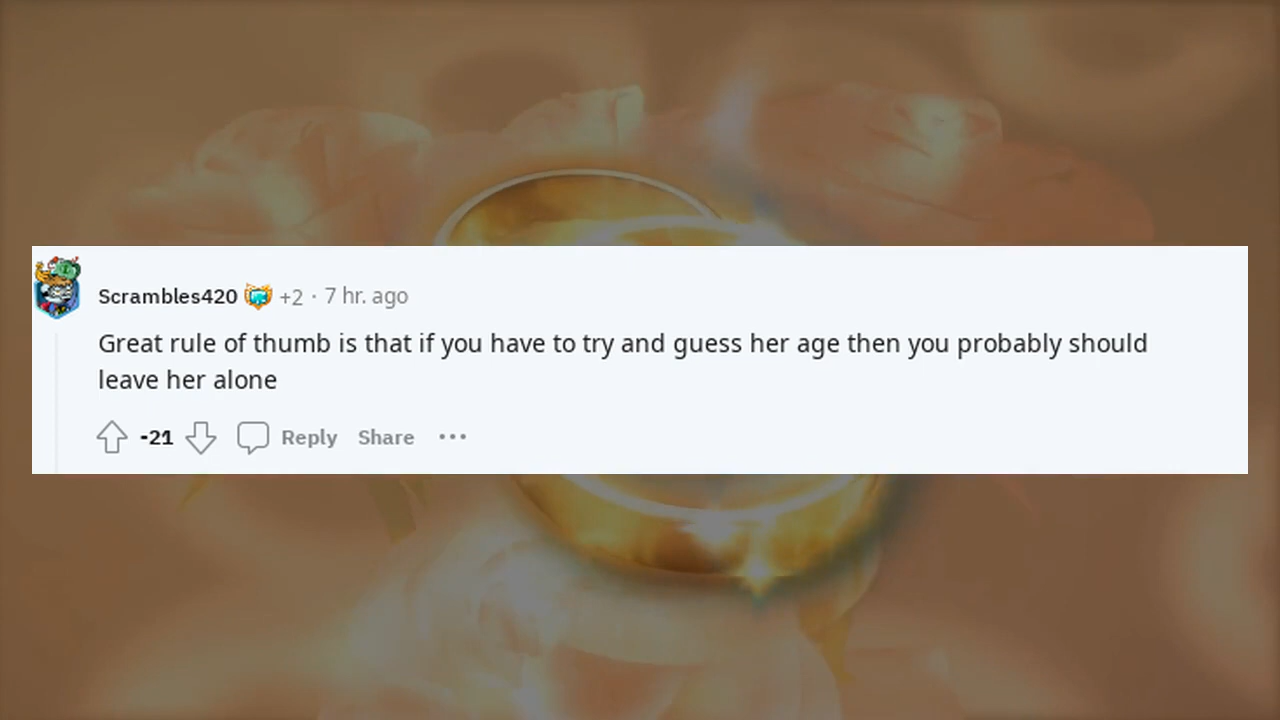 Scrambles420 +2 · 7 hr. ago
Great rule of thumb is that if you have to try and guess her age then you probably should
leave her alone
-21 Reply Share •••